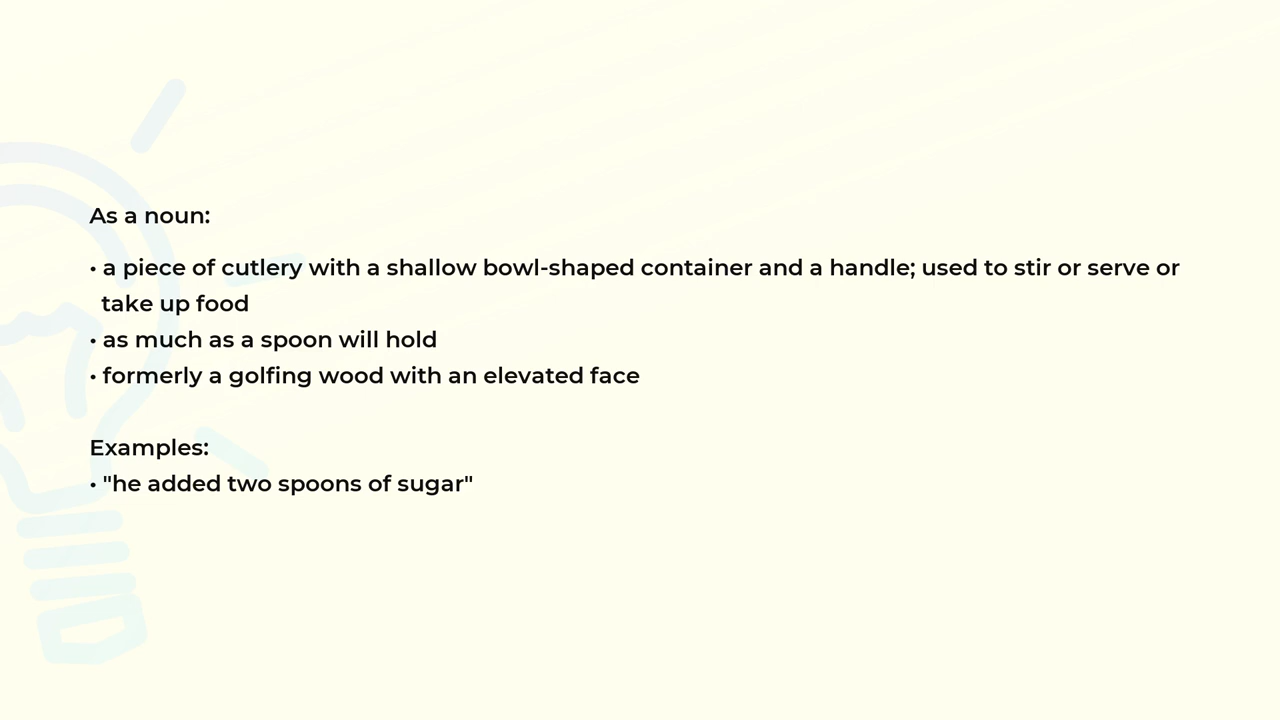 As a noun:
• a piece of cutlery with a shallow bowl-shaped container and a handle; used to stir or serve or
take up food
• as much as a spoon will hold
• formerly a golfing wood with an elevated face
Examples:
• "he added two spoons of sugar"